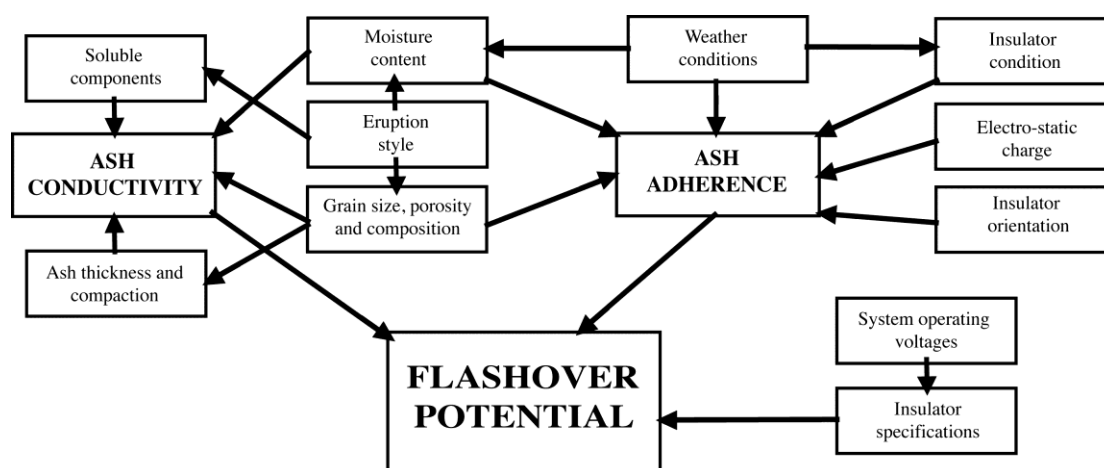 Soluble
components
Moisture
content
Weather
conditions
Insulator
condition
Eruption
style
ASH
CONDUCTIVITY
ASH
ADHERENCE
Electro-static
charge
Grain size, porosity
and composition
Insulator
orientation
Ash thickness and
compaction
System operating
voltages
FLASHOVER
POTENTIAL
Insulator
specifications